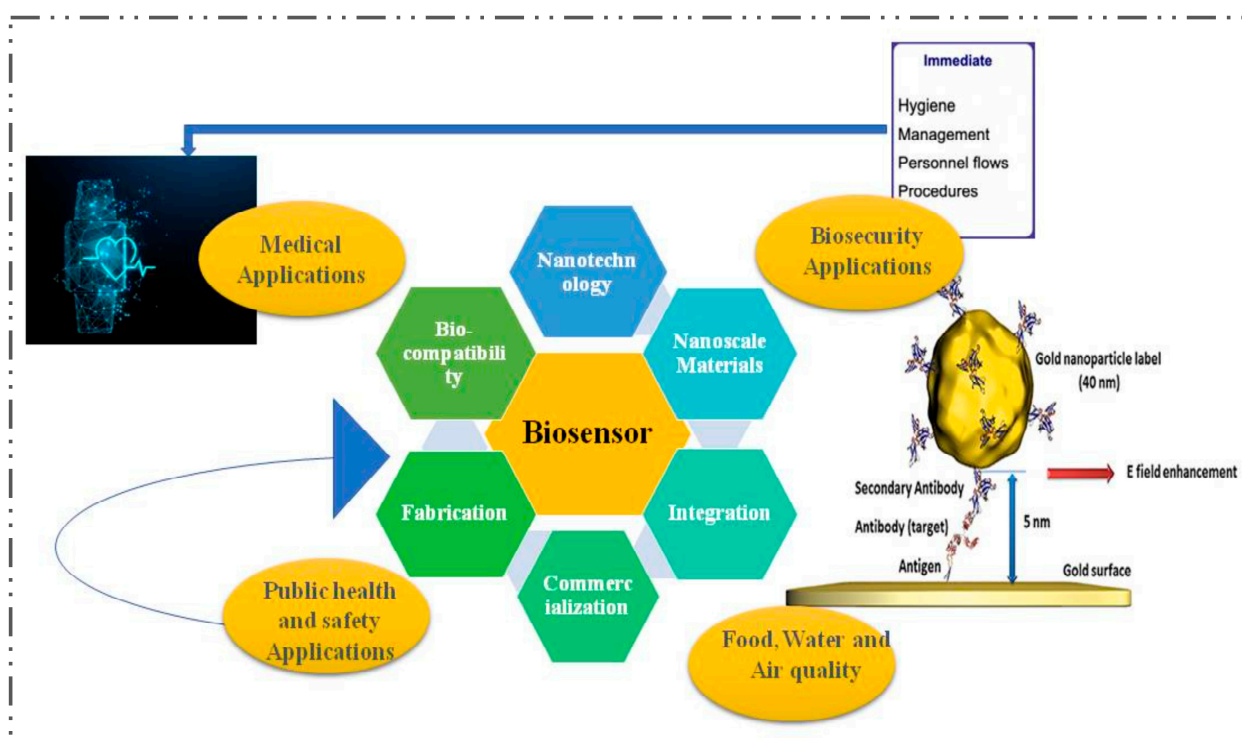 Immediate
Hygiene
Management
Personnel flows
Procedures
Medical
Applications
Biosecurity
Applications
Nanotechn
ology
Bio-
compatibili
ty
Nanoscale
Materials
Biosensor
Fabrication
Integration
Commerc
ialization
Public health
and safety
Applications
Food, Water and
Air quality
Gold nanoparticle label
(40 nm)
E field enhancement
Secondary Antibody
5 nm
Antibody (target)
Antigen
Gold surface